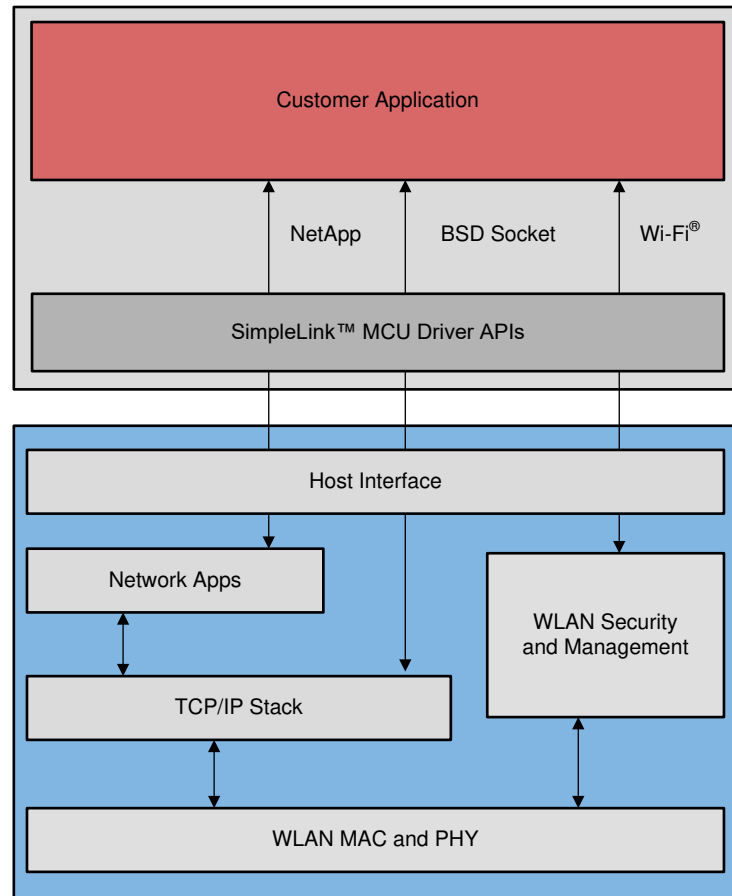 Customer Application
NetApp
BSD Socket
Wi-Fi®
SimpleLink™ MCU Driver APIs
Host Interface
Network Apps
WLAN Security
and Management
TCP/IP Stack
WLAN MAC and PHY